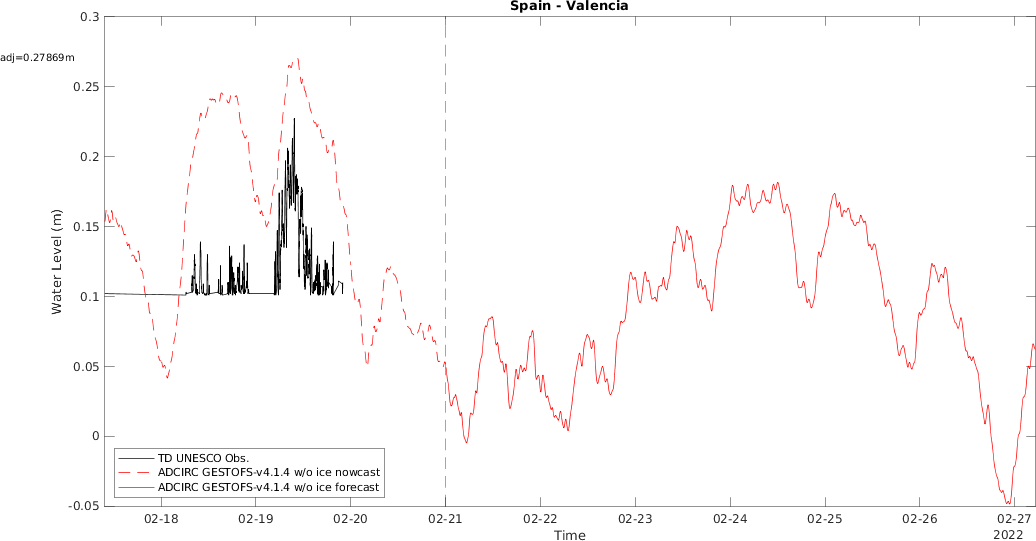 Spain - Valencia
adj=0.27869m
0.3
0.25
0.2
0.15
0.1
0.05
0
-0.05
Water Level (m)
TD UNESCO Obs.
ADCIRC GESTOFS-v4.1.4 w/o ice nowcast
ADCIRC GESTOFS-v4.1.4 w/o ice forecast
02-18 02-19 02-20 02-21 02-22 02-23 02-24 02-25 02-26 02-27
Time
2022